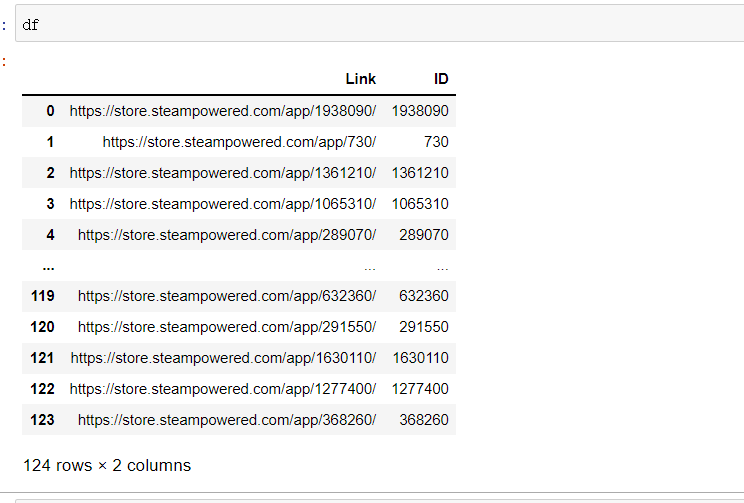 : df
:
Link ID
0 https://store.steampowered.com/app/1938090/ 1938090
1 https://store.steampowered.com/app/730/ 730
2 https://store.steampowered.com/app/1361210/ 1361210
3 https://store.steampowered.com/app/1065310/ 1065310
4 https://store.steampowered.com/app/289070/ 289070
... ... ...
119 https://store.steampowered.com/app/632360/ 632360
120 https://store.steampowered.com/app/291550/ 291550
121 https://store.steampowered.com/app/1630110/ 1630110
122 https://store.steampowered.com/app/1277400/ 1277400
123 https://store.steampowered.com/app/368260/ 368260
124 rows × 2 columns